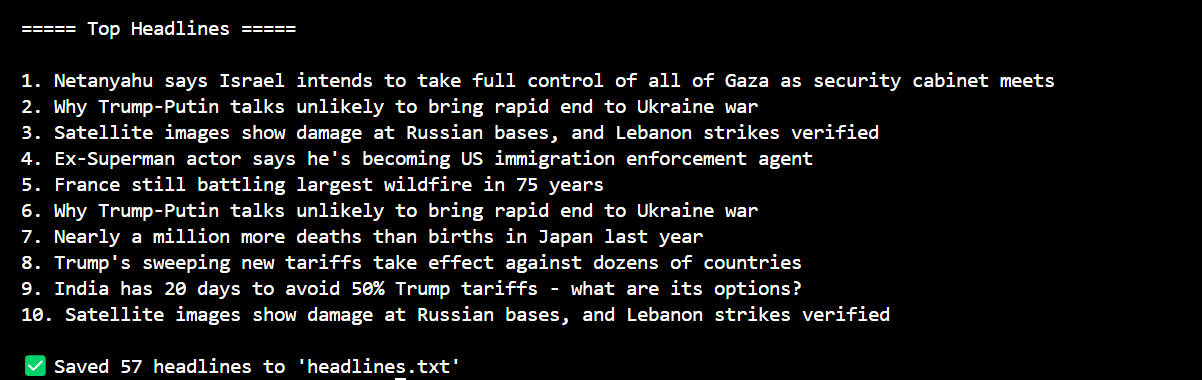 ===== Top Headlines =====
1. Netanyahu says Israel intends to take full control of all of Gaza as security cabinet meets
2. Why Trump-Putin talks unlikely to bring rapid end to Ukraine war
3. Satellite images show damage at Russian bases, and Lebanon strikes verified
4. Ex-Superman actor says he's becoming US immigration enforcement agent
5. France still battling largest wildfire in 75 years
6. Why Trump-Putin talks unlikely to bring rapid end to Ukraine war
7. Nearly a million more deaths than births in Japan last year
8. Trump's sweeping new tariffs take effect against dozens of countries
9. India has 20 days to avoid 50% Trump tariffs - what are its options?
10. Satellite images show damage at Russian bases, and Lebanon strikes verified
✅ Saved 57 headlines to 'headlines.txt'